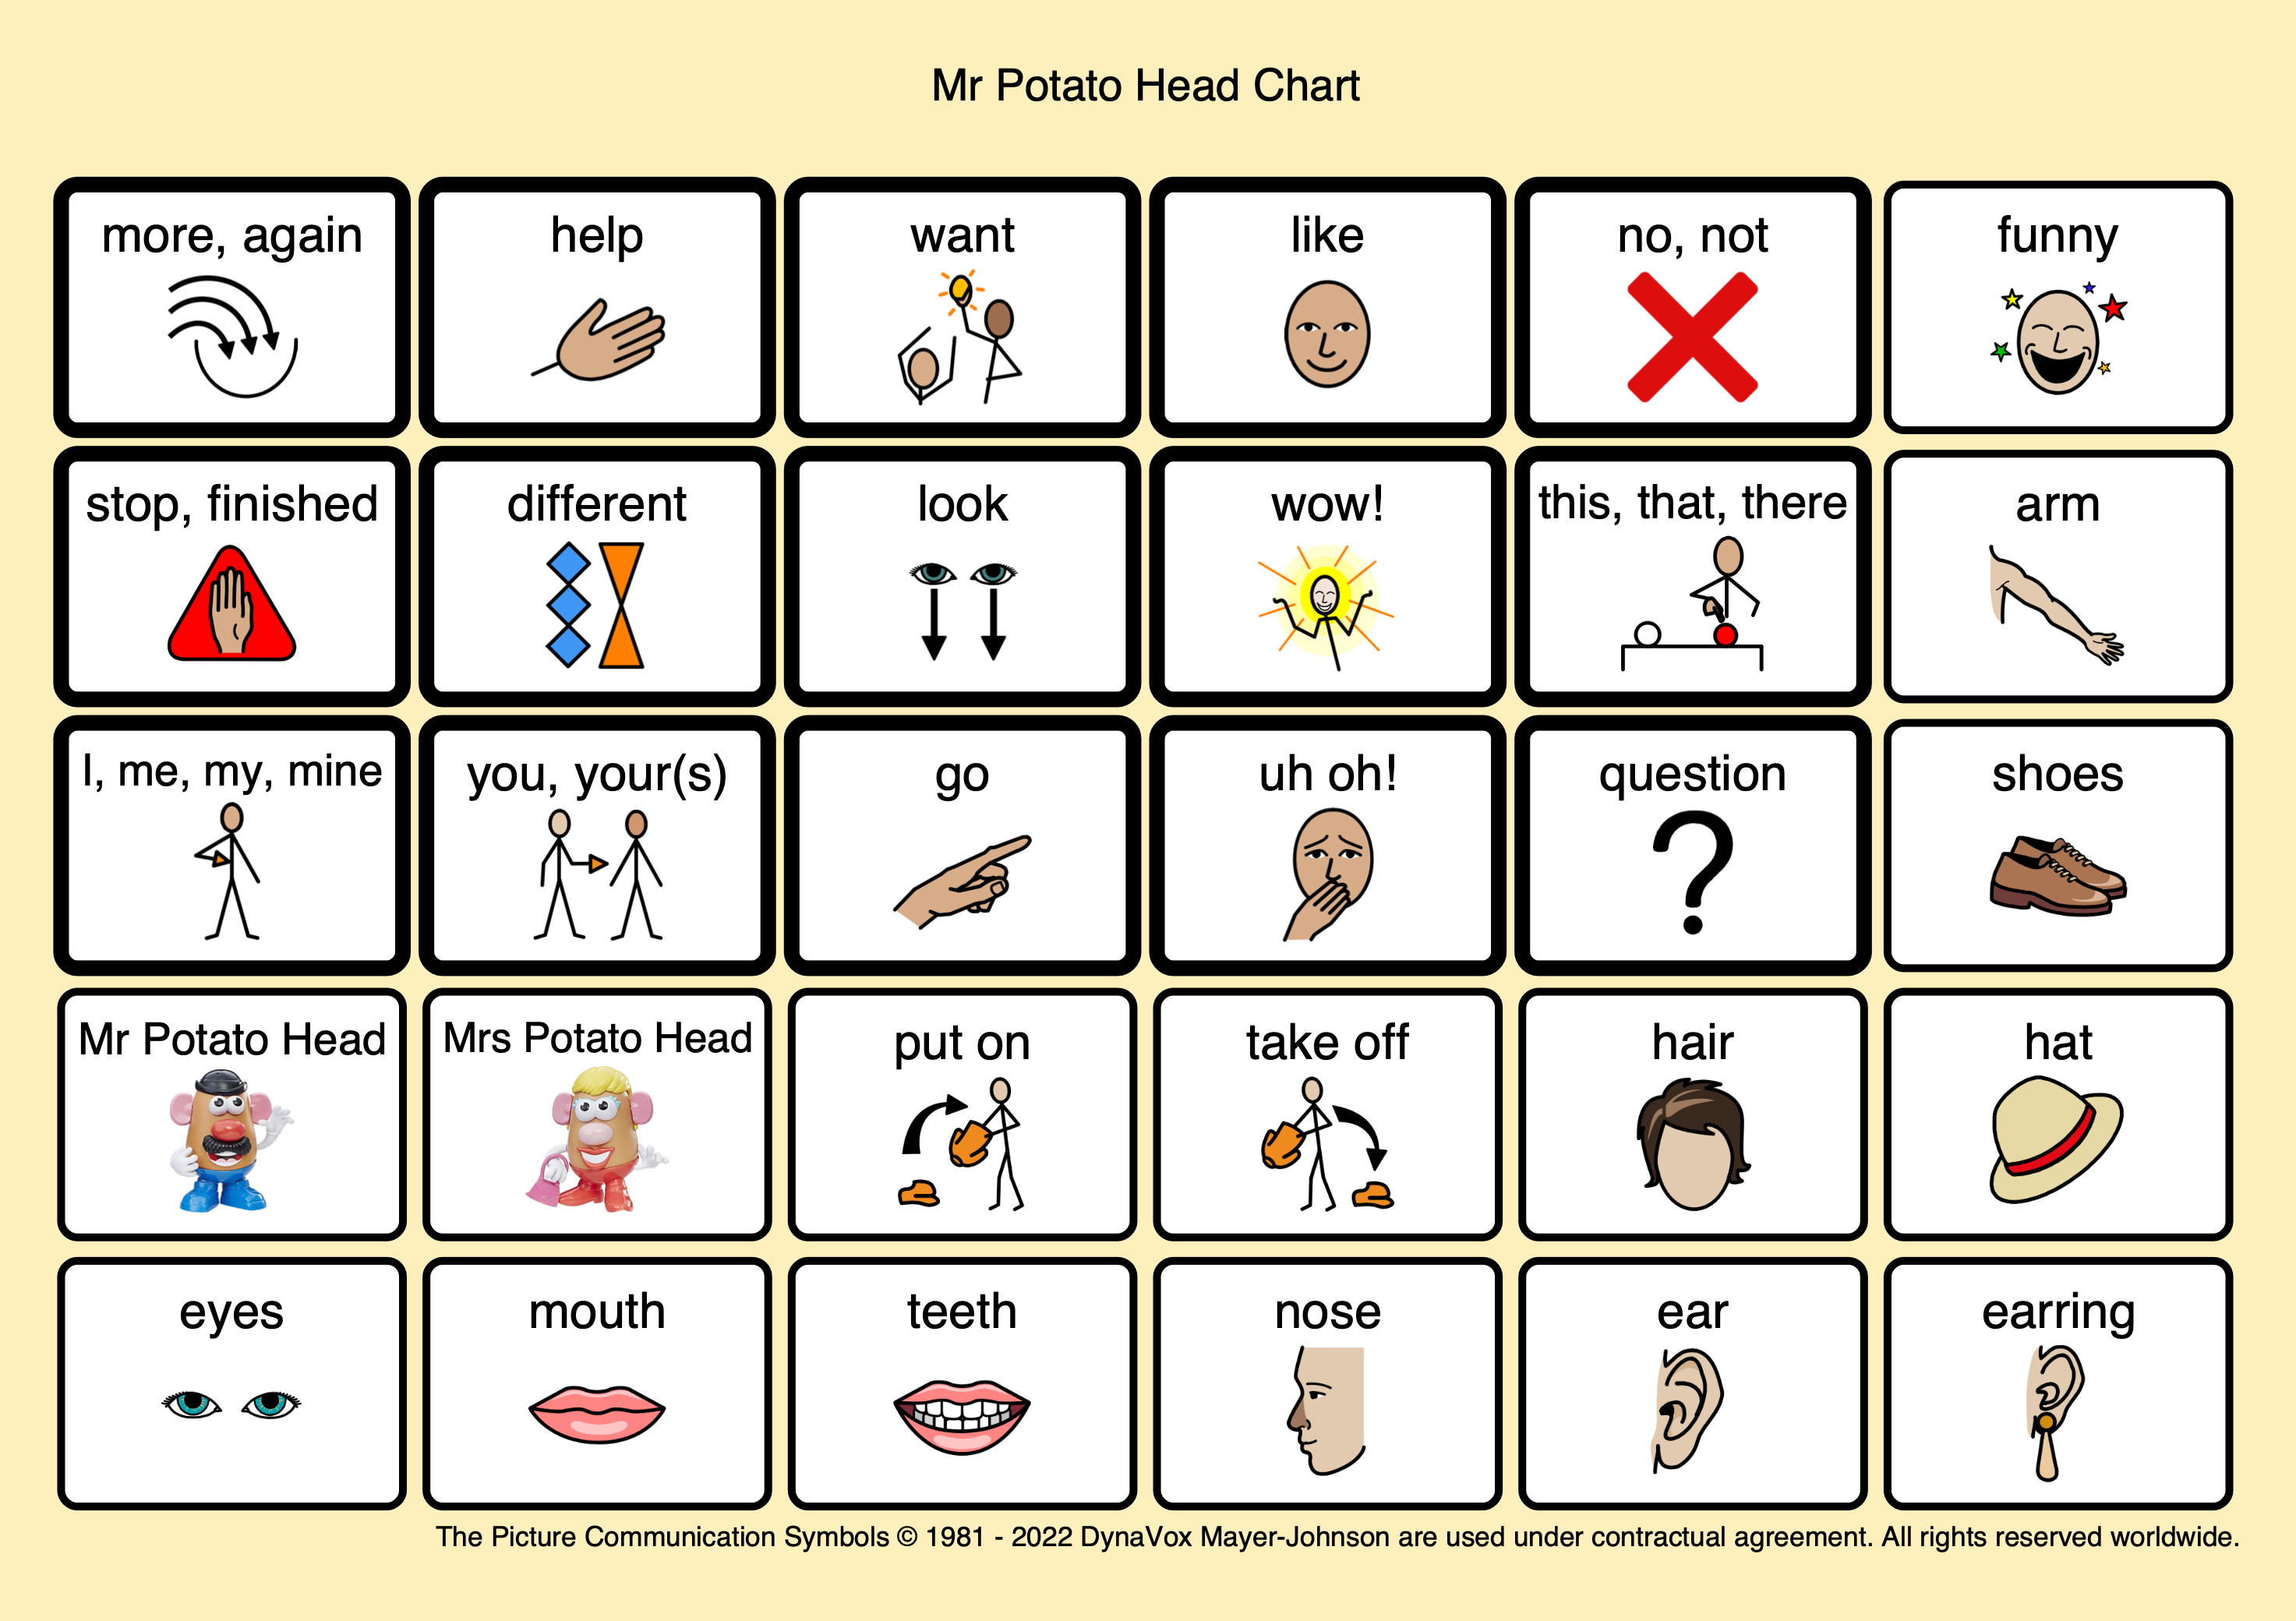 Mr Potato Head Chart
more, again
help
want
like
no, not
funny
stop, finished
different
look
wow!
this, that, there
arm
I, me, my, mine
you, your(s)
go
uh oh!
question
?
shoes
Mr Potato Head
Mrs Potato Head
put on
take off
hair
hat
eyes
mouth
teeth
nose
ear
earring
The Picture Communication Symbols © 1981 - 2022 DynaVox Mayer-Johnson are used under contractual agreement. All rights reserved worldwide.